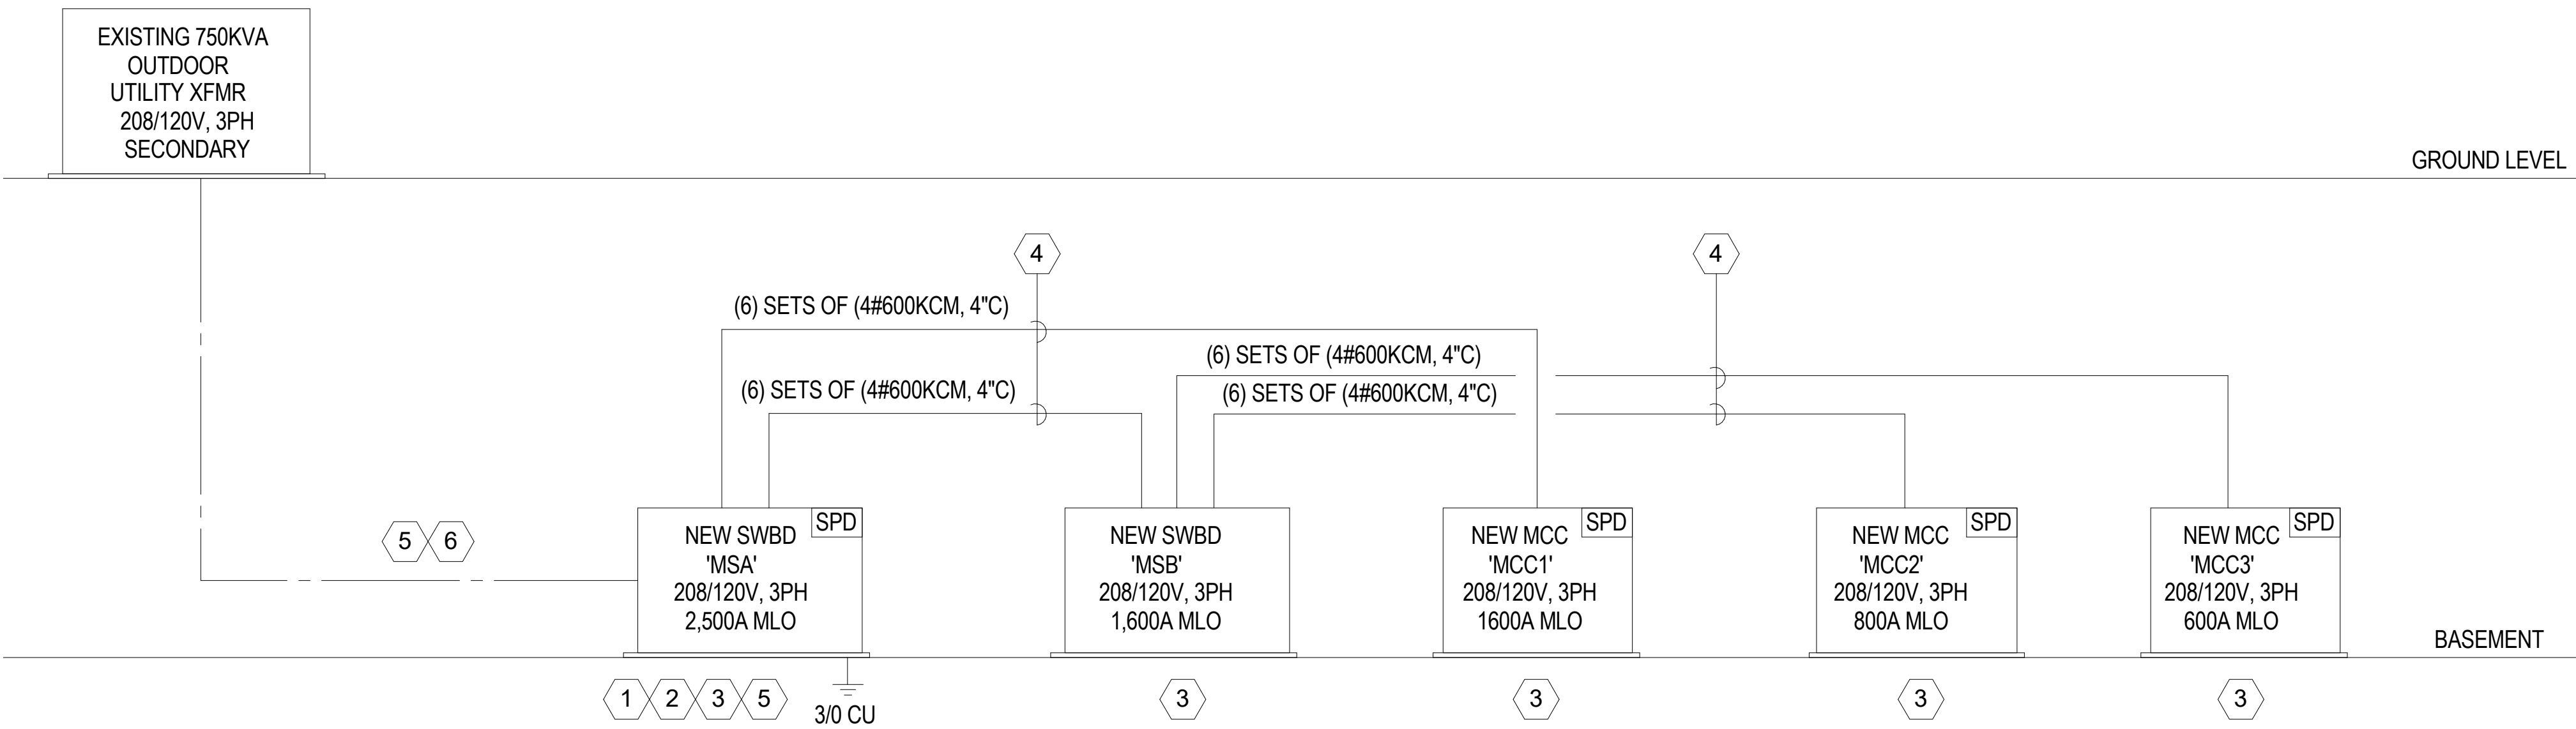 EXISTING 750KVA
OUTDOOR
UTILITY XFMR
208/120V, 3PH
SECONDARY
GROUND LEVEL
4
4
(6) SETS OF (4#600KCM, 4"C)
(6) SETS OF (4#600KCM, 4"C)
(6) SETS OF (4#600KCM, 4"C)
(6) SETS OF (4#600KCM, 4"C)
5 6
NEW SWBD
'MSA'
208/120V, 3PH
2,500A MLO
SPD
NEW SWBD
'MSB'
208/120V, 3PH
1,600A MLO
NEW MCC
'MCC1'
208/120V, 3PH
1600A MLO
SPD
NEW MCC
'MCC2'
208/120V, 3PH
800A MLO
SPD
NEW MCC
'MCC3'
208/120V, 3PH
600A MLO
SPD
BASEMENT
1 2 3 5
3/0 CU
3
3
3
3